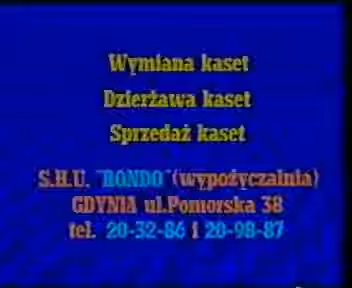 Wymiana kaset
Dzierżawa kaset
Sprzedaż kaset
S.H.U. "RONDO" (wypożyczalnia)
GDYNIA ul.Pomorska 38
tel. 20-32-86 i 20-98-87